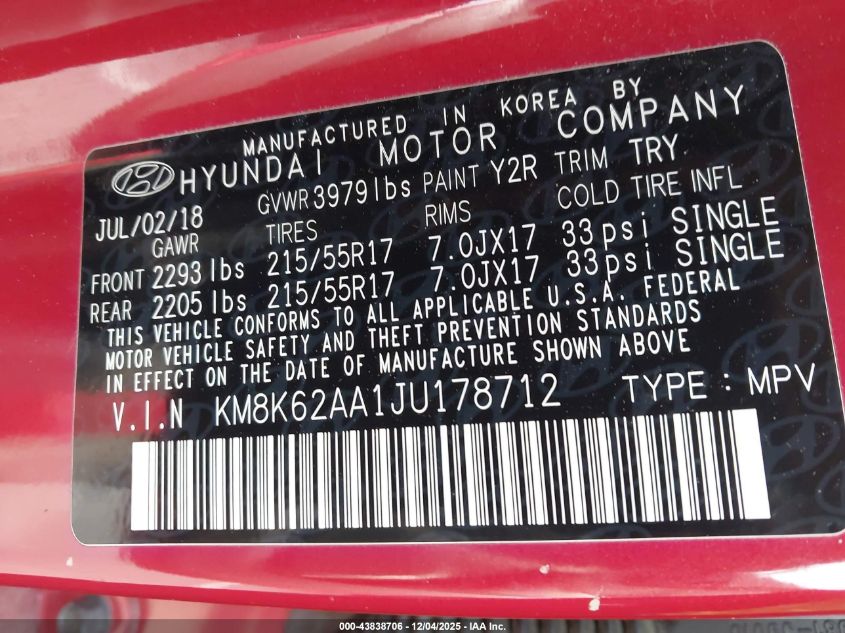 MANUFACTURED IN KOREA BY
HYUNDAI MOTOR COMPANY
JUL/02/18 GVWR 3979 lbs PAINT Y2R TRIM TRY
GAWR TIRES RIMS COLD TIRE INFL
FRONT 2293 lbs 215/55R17 7.0JX17 33psi SINGLE
REAR 2205 lbs 215/55R17 7.0JX17 33psi SINGLE
THIS VEHICLE CONFORMS TO ALL APPLICABLE U.S.A. FEDERAL
MOTOR VEHICLE SAFETY AND THEFT PREVENTION STANDARDS
IN EFFECT ON THE DATE OF MANUFACTURE SHOWN ABOVE
V.I.N KM8K62AA1JU178712 TYPE : MPV
000-43838706 - 12/04/2025 - IAA Inc.